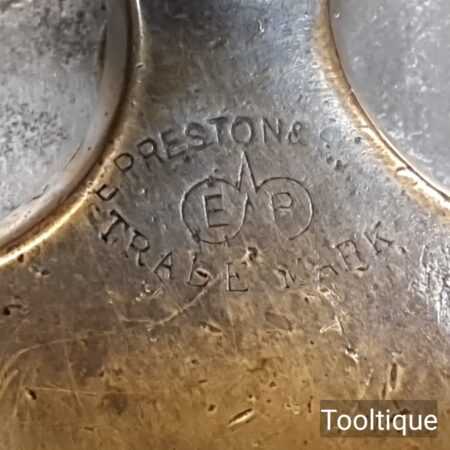 E PRESTON &
E P
TRADE MARK
Tooltique